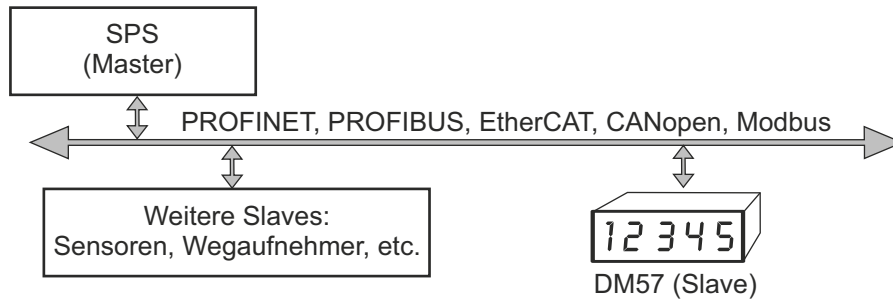 SPS
(Master)
PROFINET, PROFIBUS, EtherCAT, CANopen, Modbus
Weitere Slaves:
Sensoren, Wegaufnehmer, etc.
12345
DM57 (Slave)